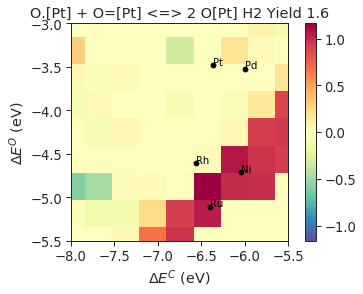 O.[Pt] + O=[Pt] <=> 2 O[Pt] H2 Yield 1.6
−3.0
−3.5
−4.0
−4.5
−5.0
−5.5
ΔE^O (eV)
Pt
Pd
Rh
Ni
Ru
−8.0 −7.5 −7.0 −6.5 −6.0 −5.5
ΔE^C (eV)
1.0
0.5
0.0
−0.5
−1.0